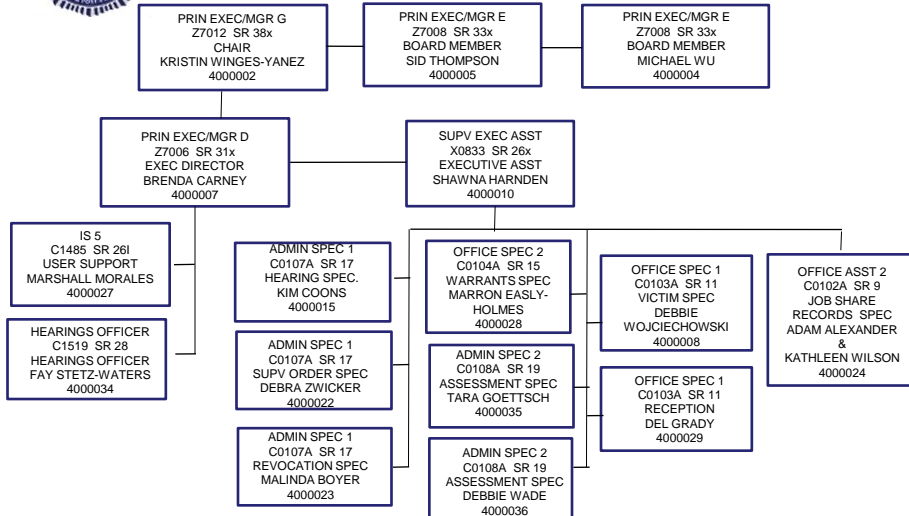 PRIN EXEC/MGR G
Z7012 SR 38x
CHAIR
KRISTIN WINGES-YANEZ
4000002
PRIN EXEC/MGR E
Z7008 SR 33x
BOARD MEMBER
SID THOMPSON
4000005
PRIN EXEC/MGR E
Z7008 SR 33x
BOARD MEMBER
MICHAEL WU
4000004
PRIN EXEC/MGR D
Z7006 SR 31x
EXEC DIRECTOR
BRENDA CARNEY
4000007
SUPV EXEC ASST
X0833 SR 26x
EXECUTIVE ASST
SHAWNA HARNDEN
4000010
IS 5
C1485 SR 26I
USER SUPPORT
MARSHALL MORALES
4000027
HEARINGS OFFICER
C1519 SR 28
HEARINGS OFFICER
FAY STETZ-WATERS
4000034
ADMIN SPEC 1
C0107A SR 17
HEARING SPEC.
KIM COONS
4000015
ADMIN SPEC 1
C0107A SR 17
SUPV ORDER SPEC
DEBRA ZWICKER
4000022
ADMIN SPEC 1
C0107A SR 17
REVOCATION SPEC
MALINDA BOYER
4000023
OFFICE SPEC 2
C0104A SR 15
WARRANTS SPEC
MARRON EASLY-
HOLMES
4000028
ADMIN SPEC 2
C0108A SR 19
ASSESSMENT SPEC
TARA GOETTSCH
4000035
ADMIN SPEC 2
C0108A SR 19
ASSESSMENT SPEC
DEBBIE WADE
4000036
OFFICE SPEC 1
C0103A SR 11
VICTIM SPEC
DEBBIE
WOJCIECHOWSKI
4000008
OFFICE SPEC 1
C0103A SR 11
RECEPTION
DEL GRADY
4000029
OFFICE ASST 2
C0102A SR 9
JOB SHARE
RECORDS SPEC
ADAM ALEXANDER
&
KATHLEEN WILSON
4000024